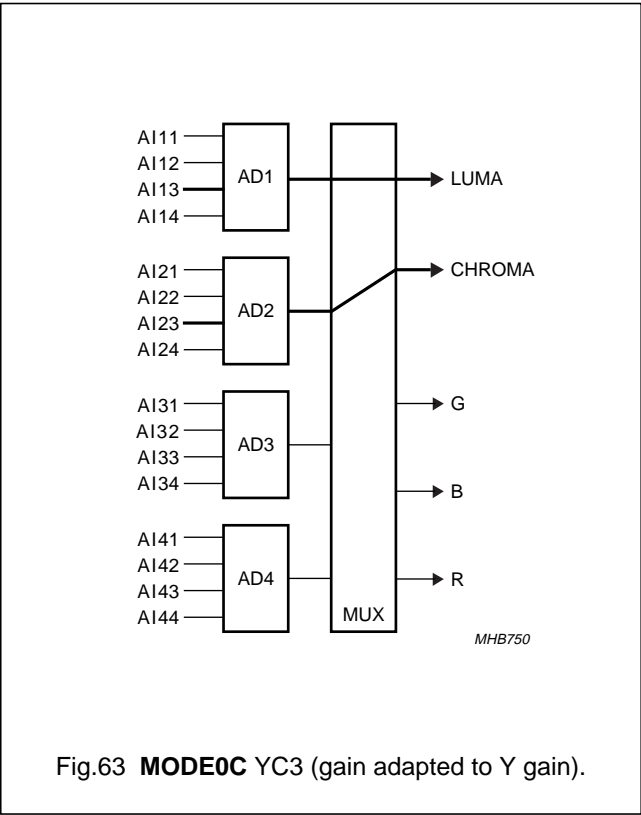 AI11
AI12
AI13
AI14
AD1
LUMA
AI21
AI22
AI23
AI24
AD2
CHROMA
AI31
AI32
AI33
AI34
AD3
G
B
AI41
AI42
AI43
AI44
AD4
R
MUX
MHB750
Fig.63 MODE0C YC3 (gain adapted to Y gain).